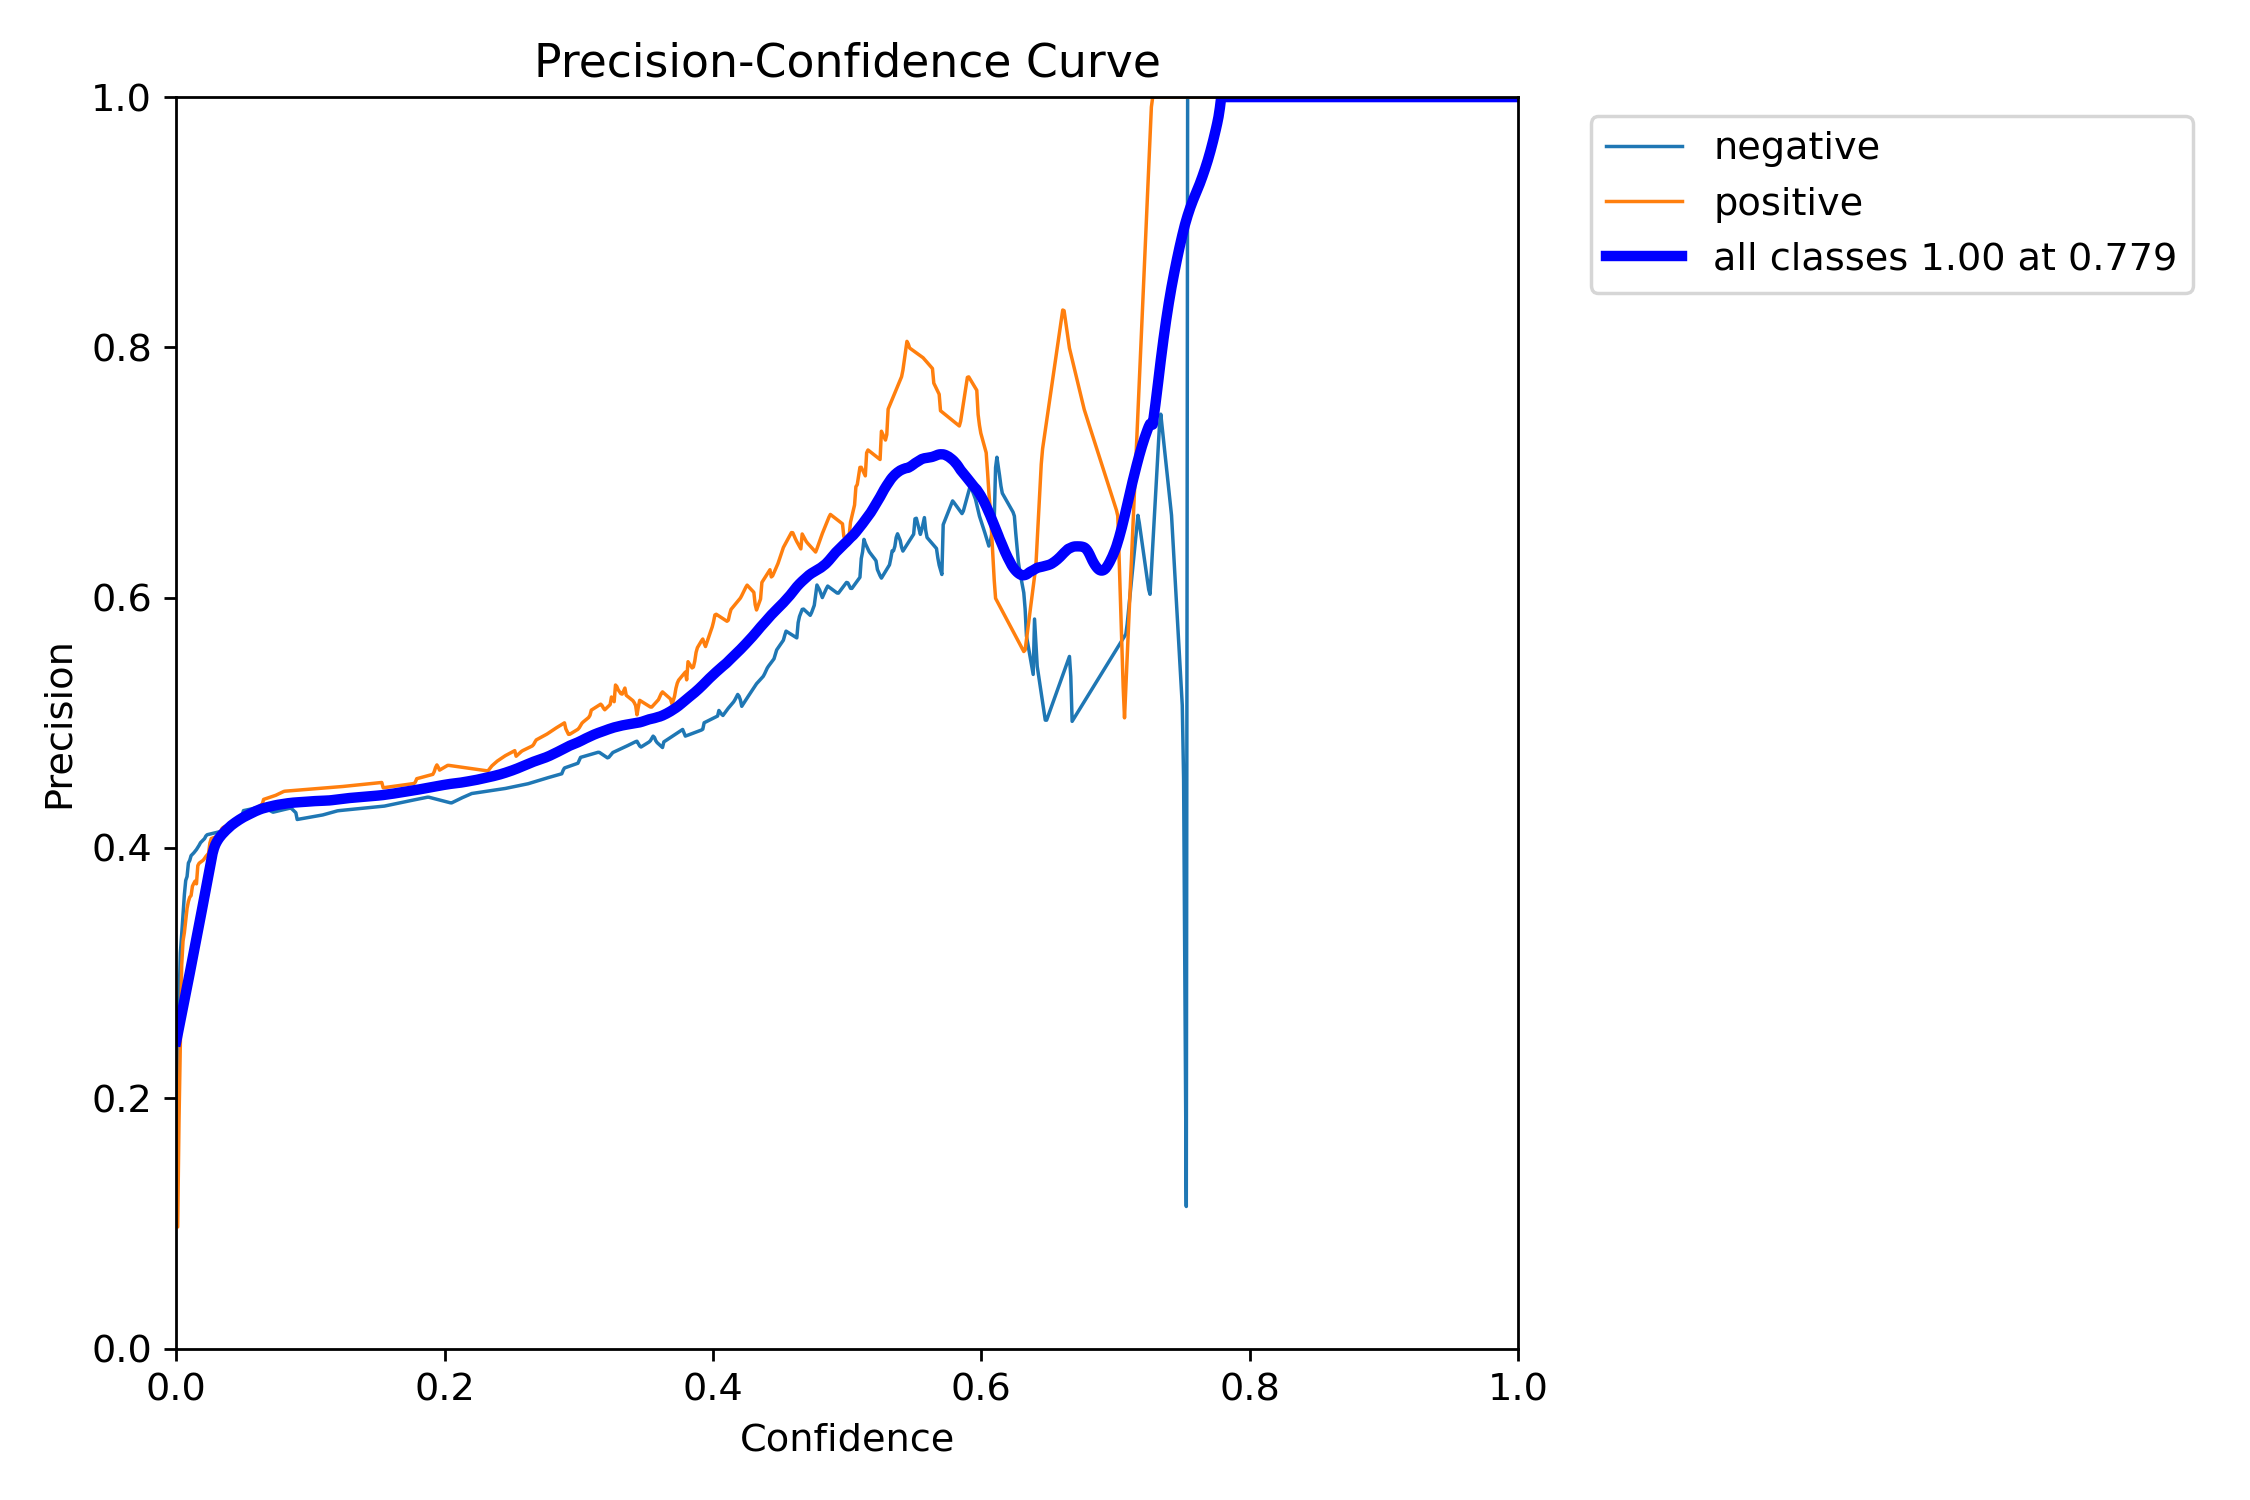 Precision-Confidence Curve
1.0
0.8
0.6
0.4
0.2
0.0
Precision
0.0 0.2 0.4 0.6 0.8 1.0
Confidence
negative
positive
all classes 1.00 at 0.779